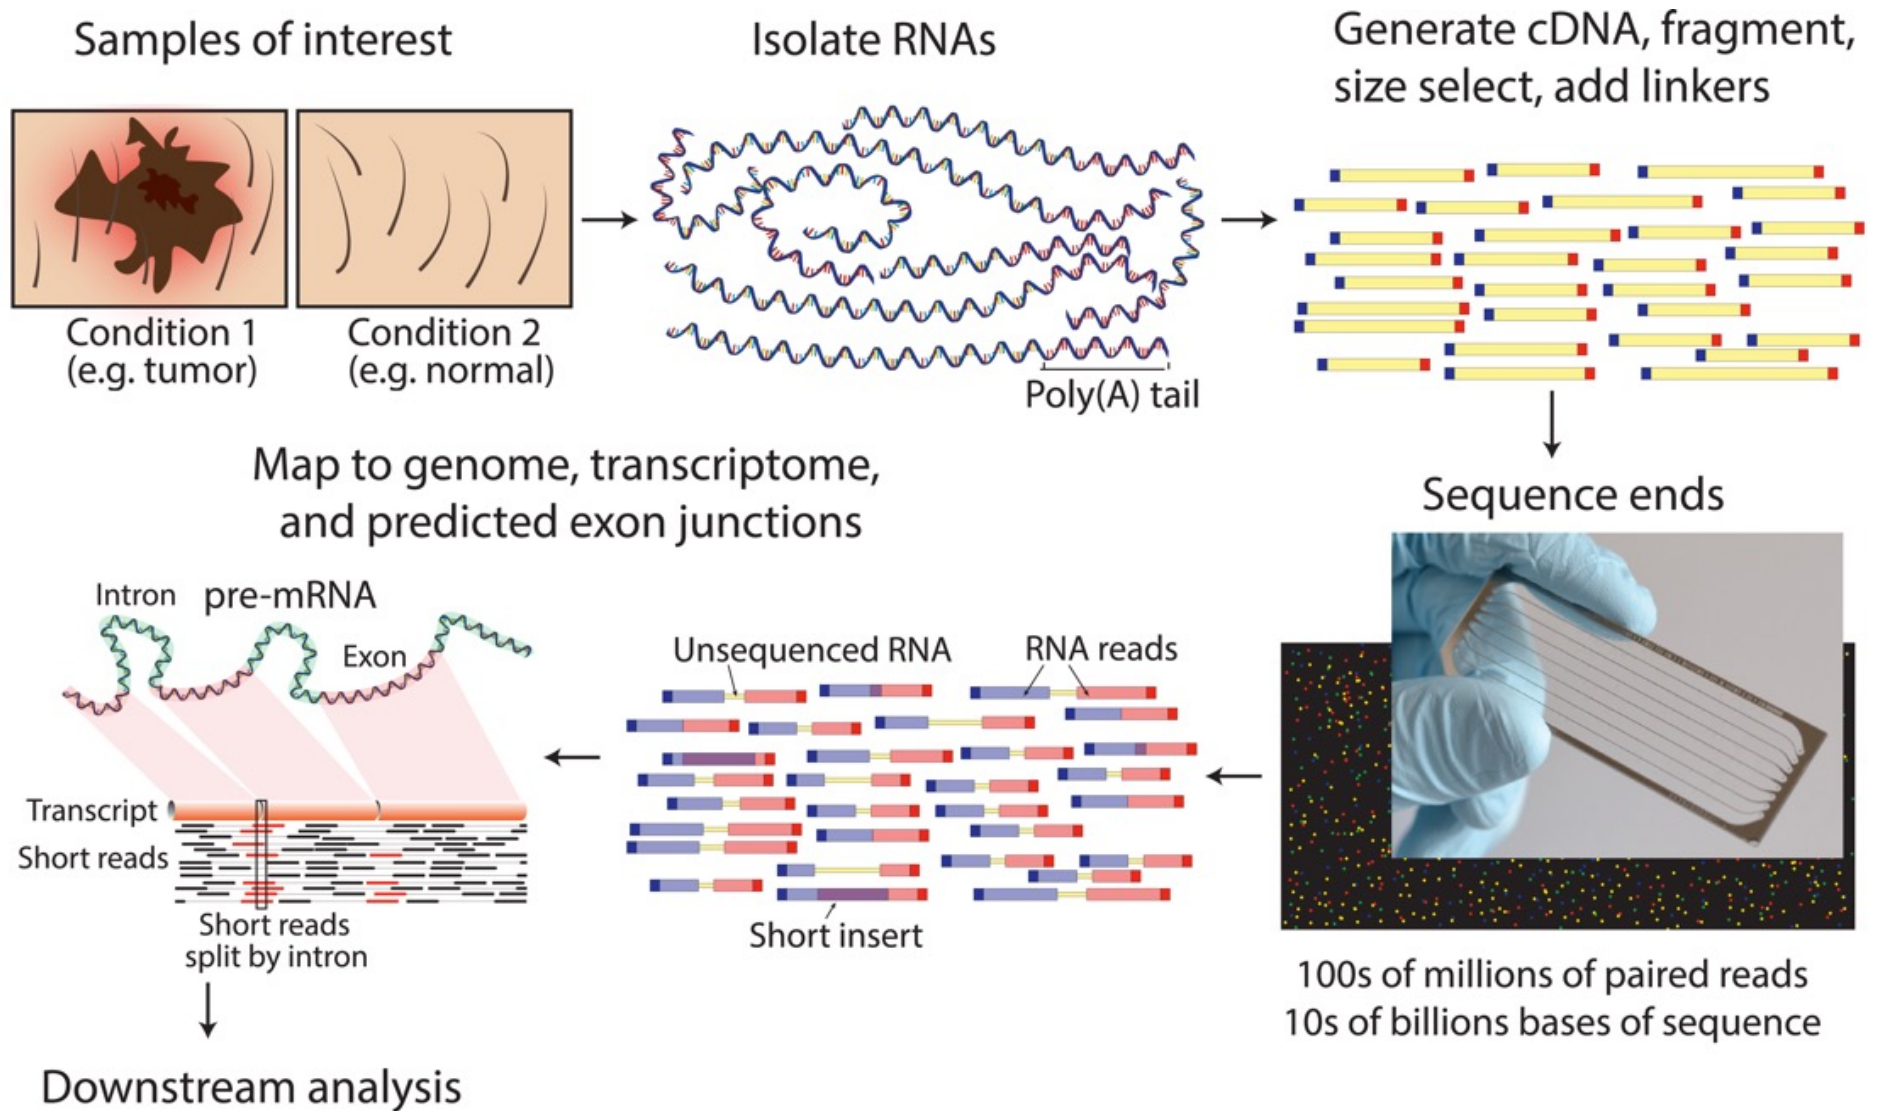 Samples of interest
Condition 1
(e.g. tumor)
Condition 2
(e.g. normal)
Isolate RNAs
Poly(A) tail
Generate cDNA, fragment,
size select, add linkers
Sequence ends
100s of millions of paired reads
10s of billions bases of sequence
Unsequenced RNA
RNA reads
Short insert
Map to genome, transcriptome,
and predicted exon junctions
Intron
pre-mRNA
Exon
Transcript
Short reads
Short reads
split by intron
Downstream analysis